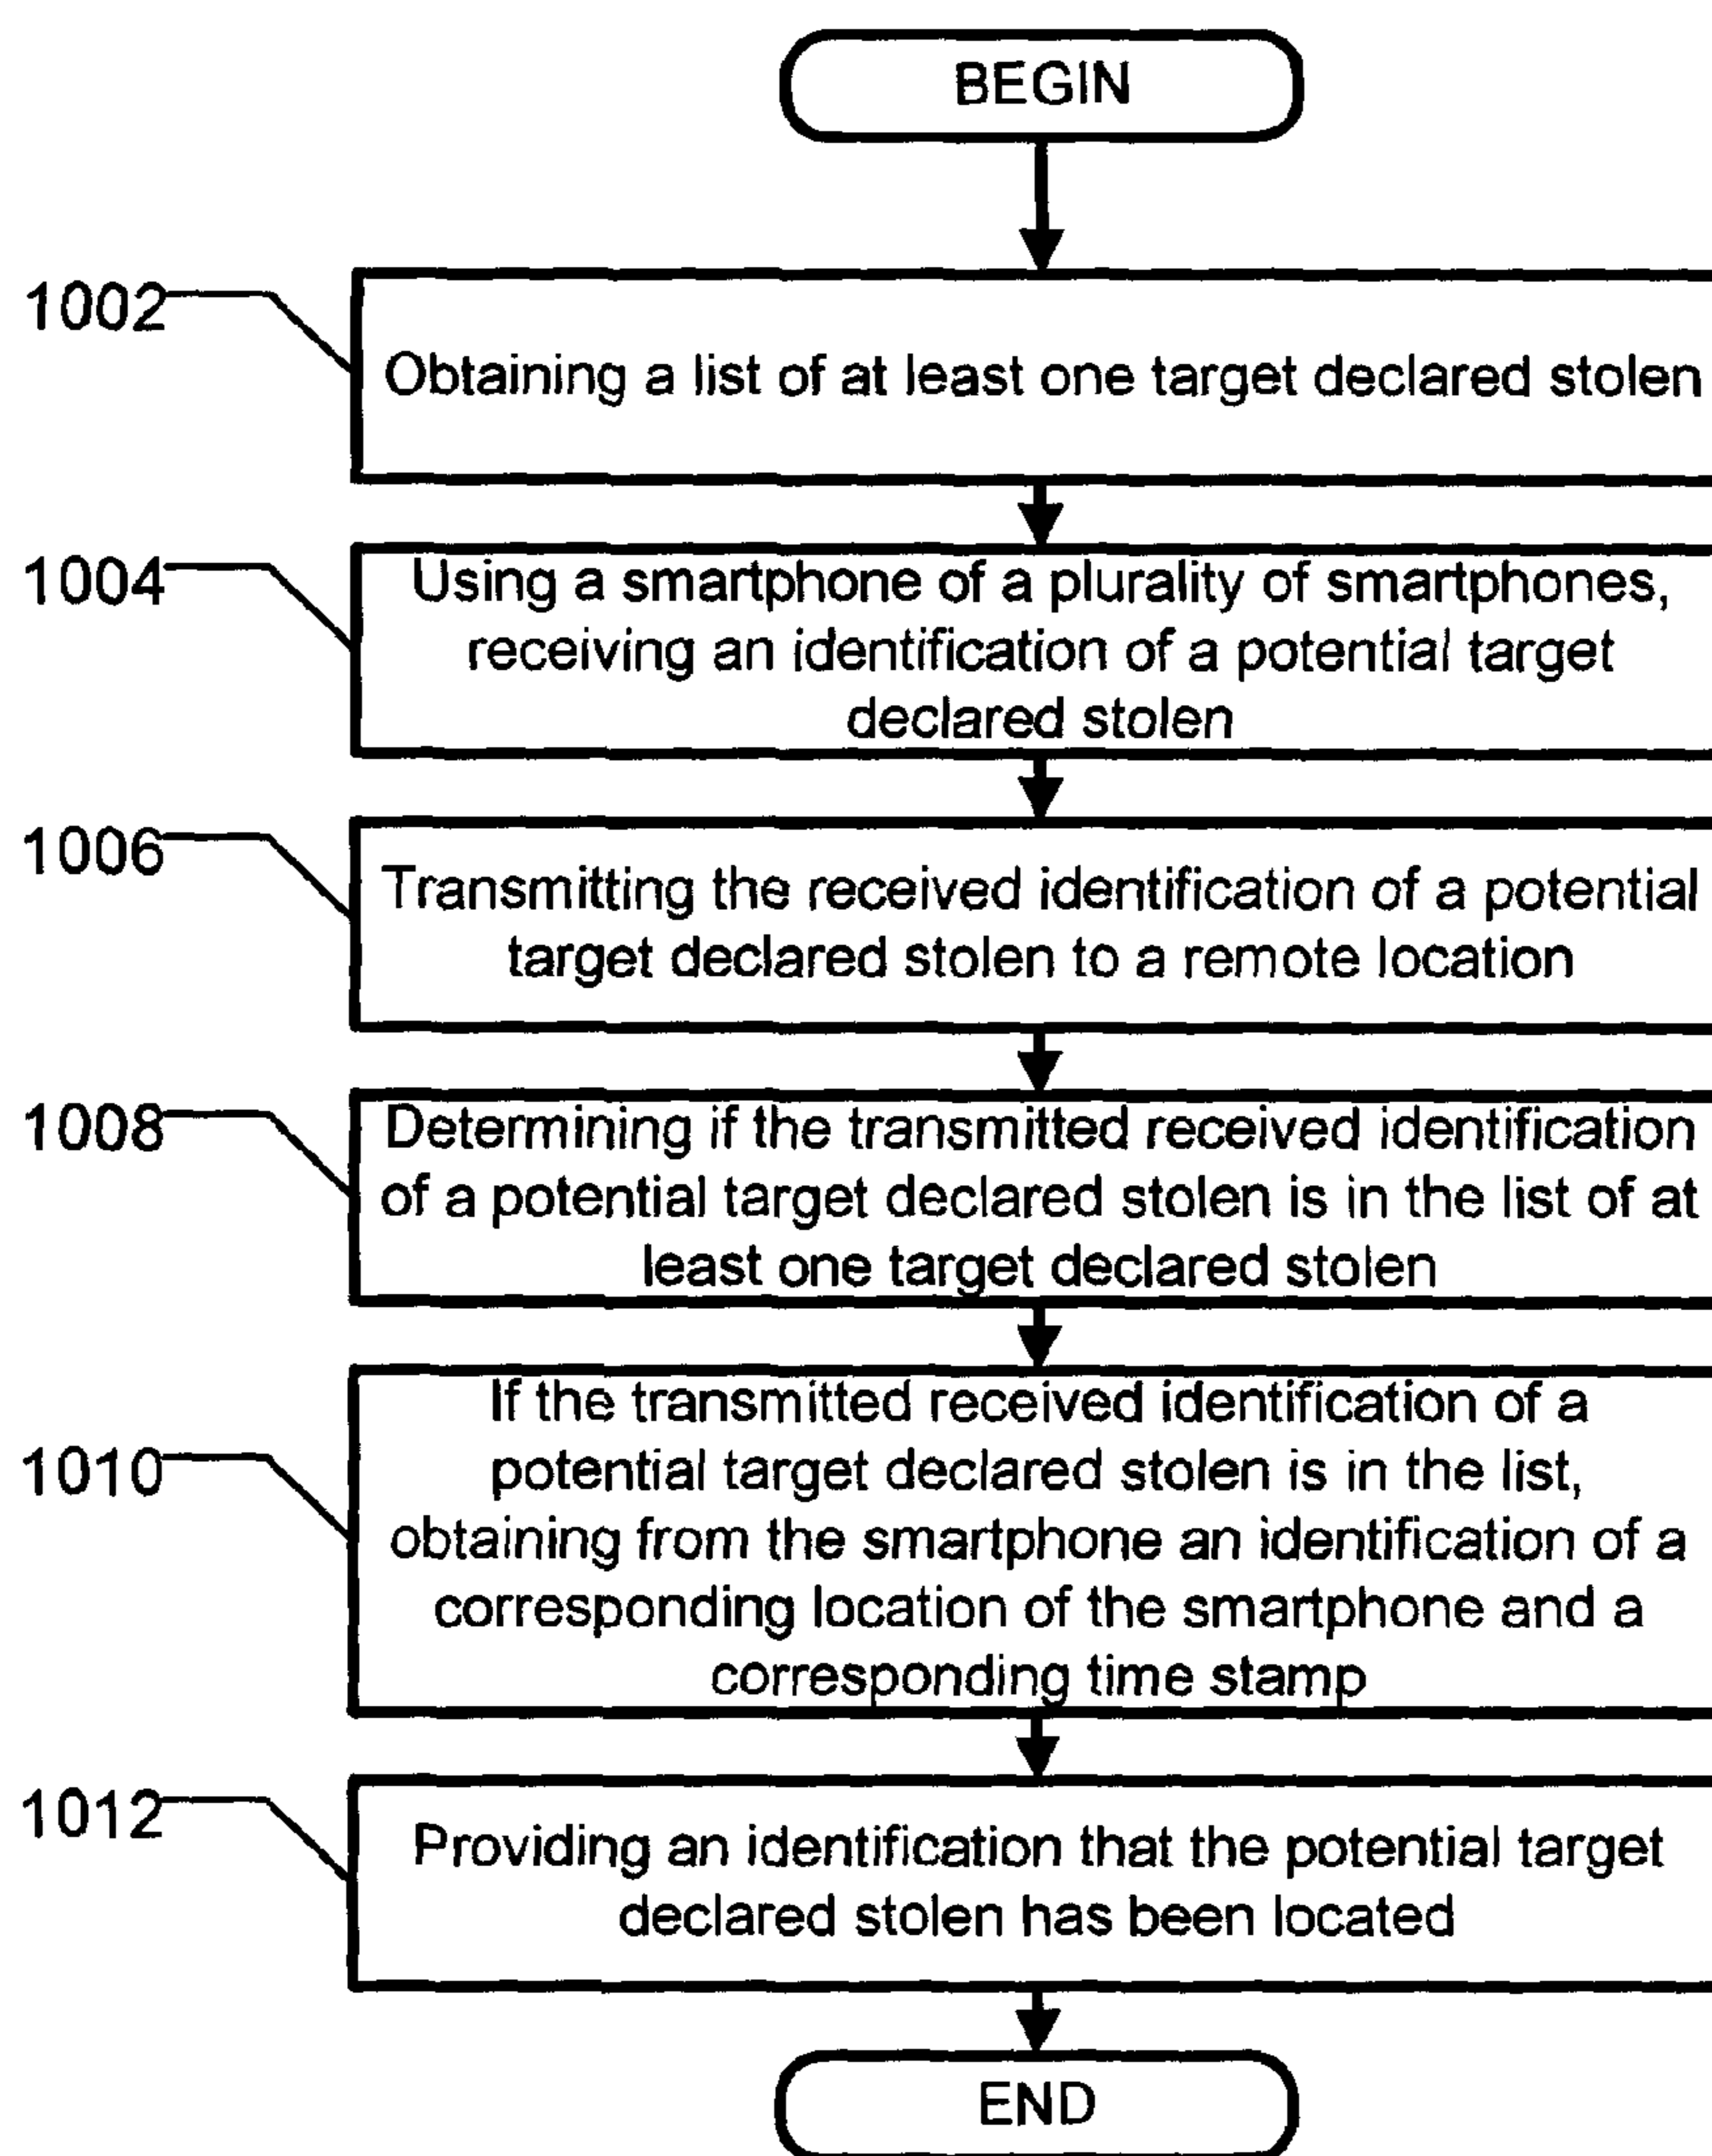 BEGIN
1002
Obtaining a list of at least one target declared stolen
1004
Using a smartphone of a plurality of smartphones,
receiving an identification of a potential target
declared stolen
1006
Transmitting the received identification of a potential
target declared stolen to a remote location
1008
Determining if the transmitted received identification
of a potential target declared stolen is in the list of at
least one target declared stolen
1010
If the transmitted received identification of a
potential target declared stolen is in the list,
obtaining from the smartphone an identification of a
corresponding location of the smartphone and a
corresponding time stamp
1012
Providing an identification that the potential target
declared stolen has been located
END